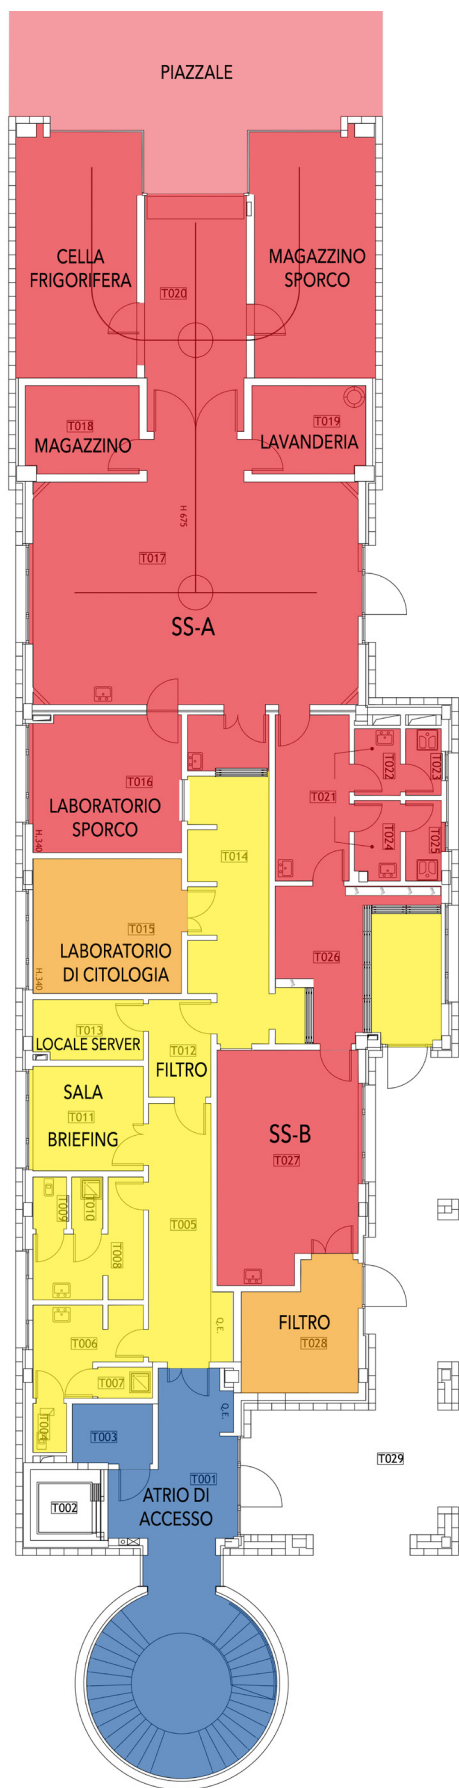 PIAZZALE
CELLA
FRIGORIFERA
T020
MAGAZZINO
SPORCO
T018
MAGAZZINO
T019
LAVANDERIA
H.675
T017
SS-A
T016
LABORATORIO
SPORCO
H.340
T021
T022
T023
T024
T025
T014
T015
LABORATORIO
DI CITOLOGIA
H.340
T026
T013
LOCALE SERVER
T012
FILTRO
SALA
T011
BRIEFING
SS-B
T027
T009
T010
T008
T005
T006
T007
T004
Q.E.
FILTRO
T028
Q.E.
T003
T001
ATRIO DI
ACCESSO
T002
T029